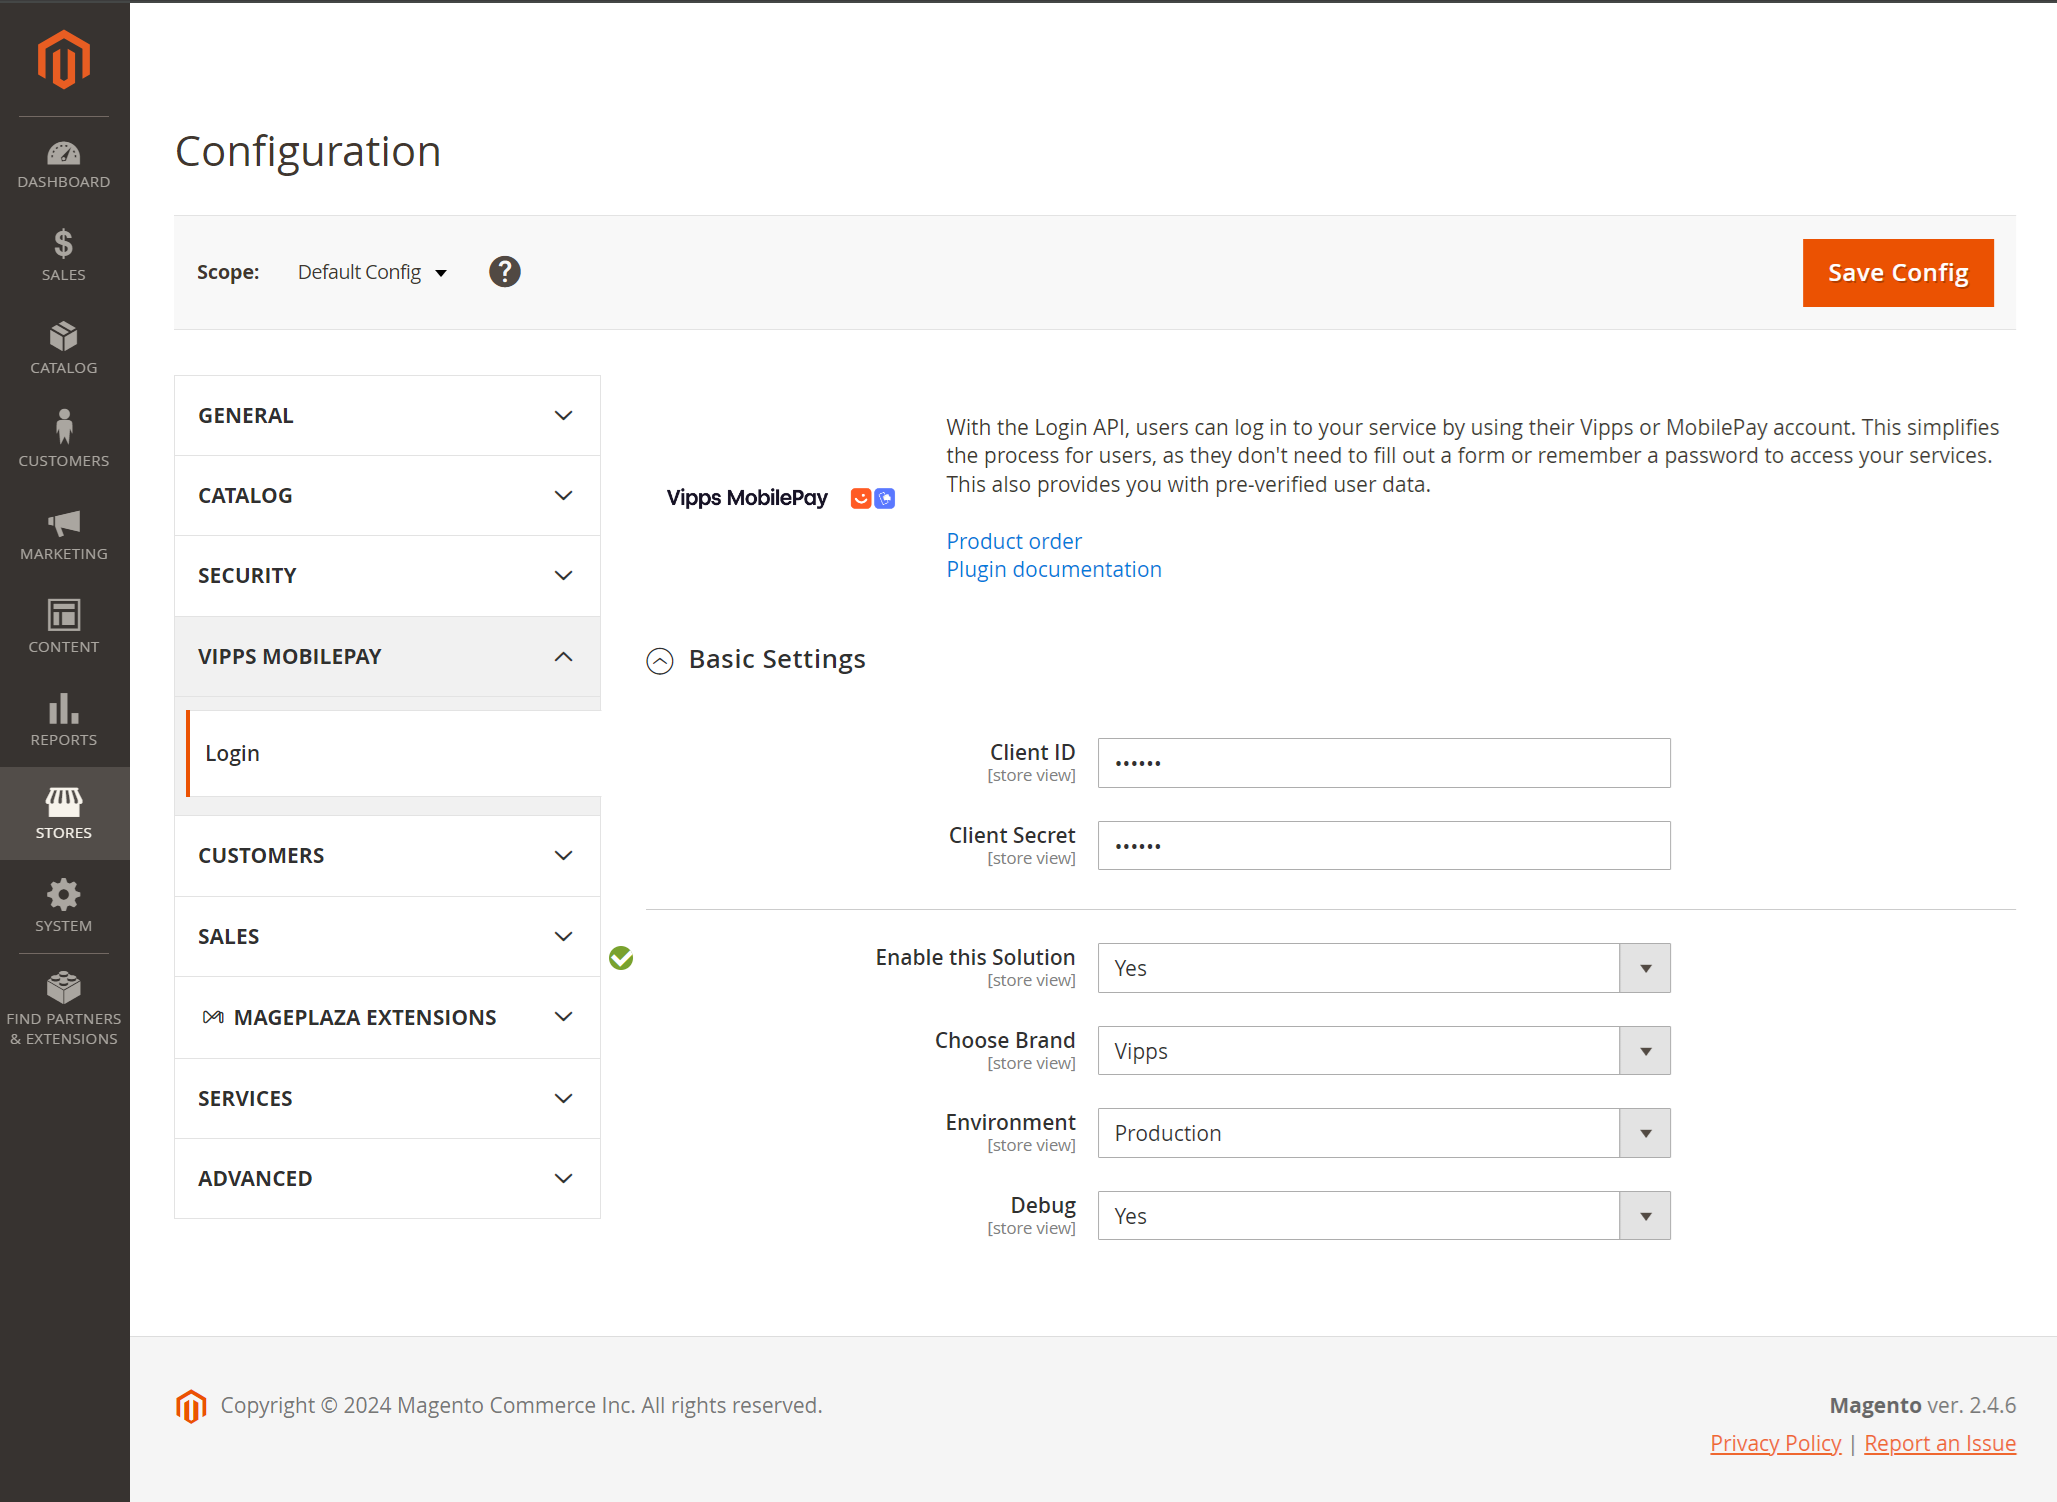 DASHBOARD
SALES
CATALOG
CUSTOMERS
MARKETING
CONTENT
REPORTS
STORES
SYSTEM
FIND PARTNERS
& EXTENSIONS
Configuration
Scope: Default Config ?
Save Config
GENERAL
CATALOG
SECURITY
VIPPS MOBILEPAY
Login
CUSTOMERS
SALES
MAGEPLAZA EXTENSIONS
SERVICES
ADVANCED
Vipps MobilePay
With the Login API, users can log in to your service by using their Vipps or MobilePay account. This simplifies
the process for users, as they don't need to fill out a form or remember a password to access your services.
This also provides you with pre-verified user data.
Product order
Plugin documentation
Basic Settings
Client ID
[store view]
••••••
Client Secret
[store view]
••••••
Enable this Solution
[store view]
Yes
Choose Brand
[store view]
Vipps
Environment
[store view]
Production
Debug
[store view]
Yes
Copyright © 2024 Magento Commerce Inc. All rights reserved.
Magento ver. 2.4.6
Privacy Policy | Report an Issue